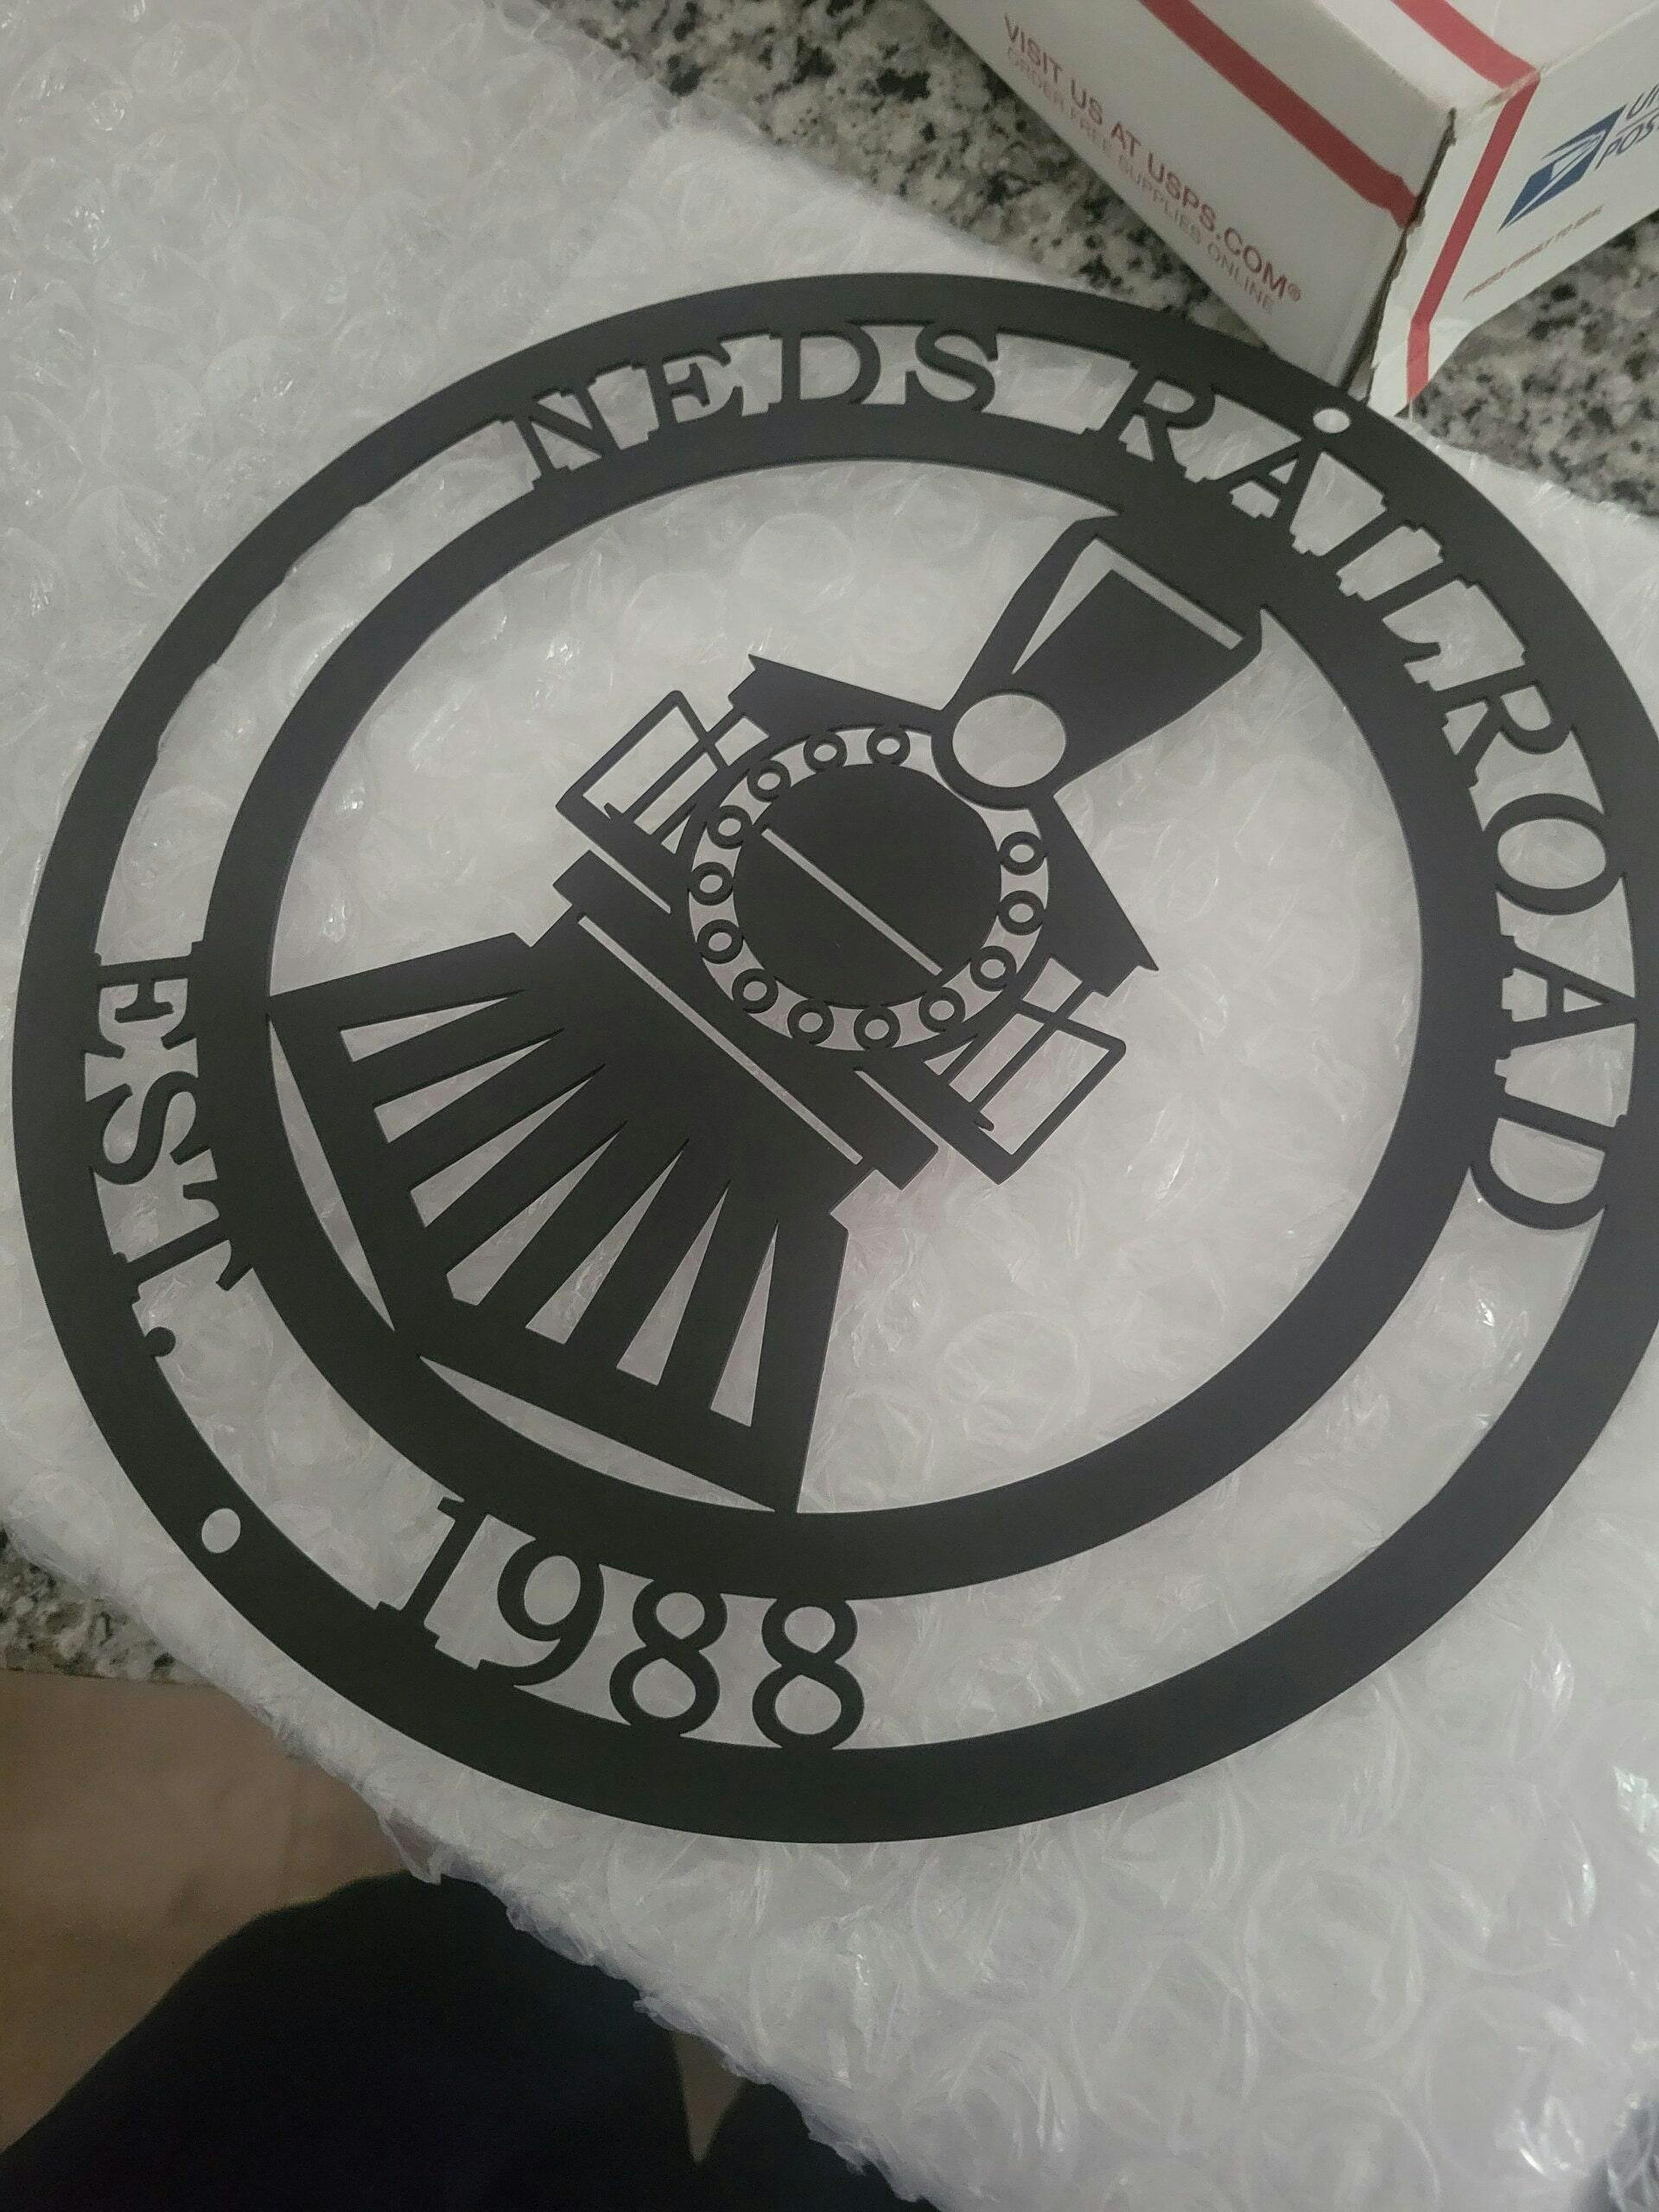 VISIT US AT USPS.COM®
ORDER FREE SUPPLIES ONLINE
NEDS RAILROAD
EST. 1988